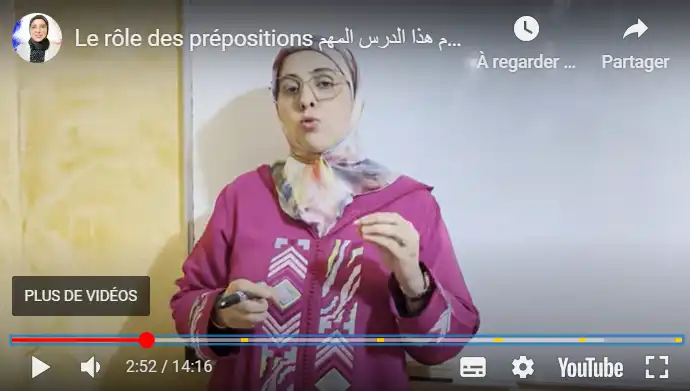 Le rôle des prépositions م هذا الدرس المهم...
À regarder ... Partager
PLUS DE VIDÉOS
2:52 / 14:16 YouTube